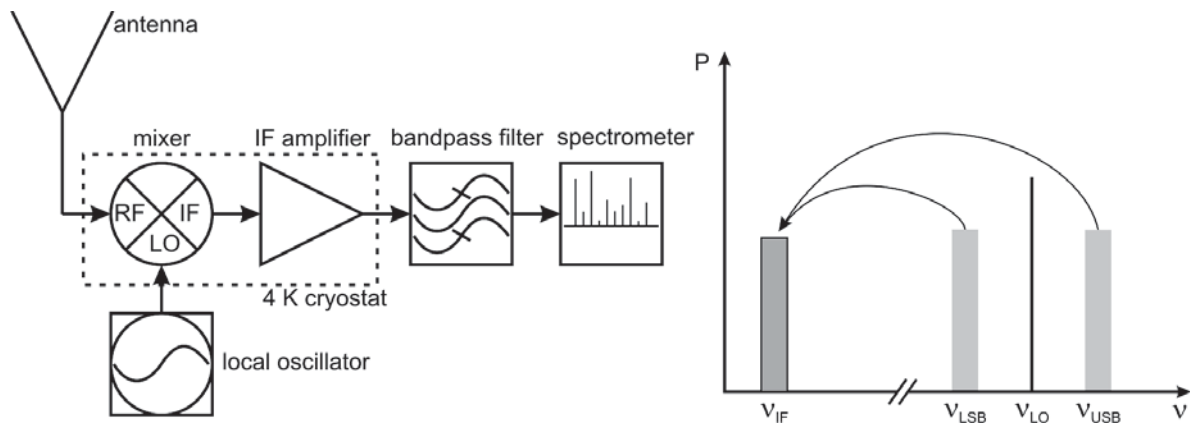 antenna
mixer
IF amplifier
bandpass filter
spectrometer
RF
IF
LO
4 K cryostat
local oscillator
P
ν_IF
ν_LSB
ν_LO
ν_USB
ν